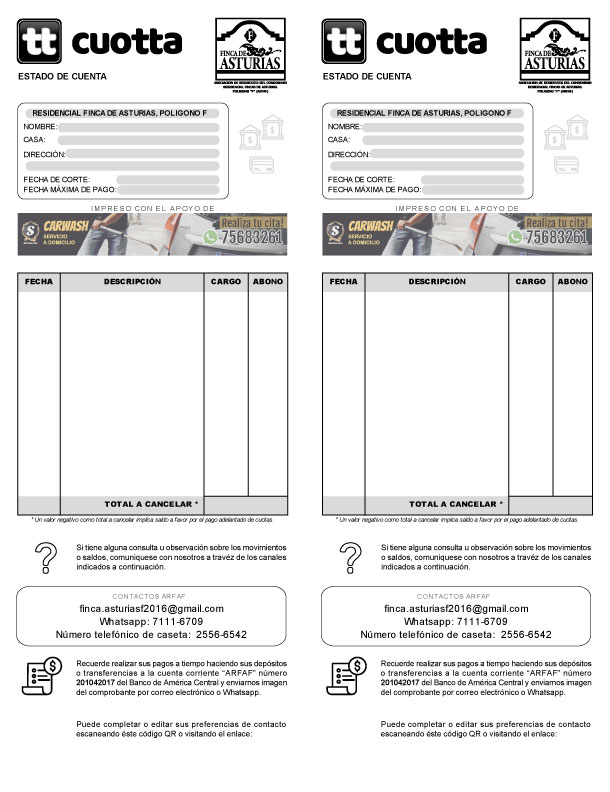 tt cuotta
F
FINCA DE
ASTURIAS
ASOCIACION DE RESIDENTES DEL CONDOMINIO
RESIDENCIAL FINCAS DE ASTURIAS
POLIGONO "F" (ARFAF)
ESTADO DE CUENTA
RESIDENCIAL FINCA DE ASTURIAS, POLIGONO F
NOMBRE:
CASA:
DIRECCIÓN:
FECHA DE CORTE:
FECHA MÁXIMA DE PAGO:
IMPRESO CON EL APOYO DE
S
CARWASH
SERVICIO
A DOMICILIO
Realiza tu cita!
75683261
FECHA DESCRIPCIÓN CARGO ABONO
TOTAL A CANCELAR *
* Un valor negativo como total a cancelar implica saldo a favor por el pago adelantado de cuotas.
Si tiene alguna consulta u observación sobre los movimientos
o saldos, comuniquese con nosotros a travéz de los canales
indicados a continuación.
CONTACTOS ARFAF
finca.asturiasf2016@gmail.com
Whatsapp: 7111-6709
Número telefónico de caseta: 2556-6542
Recuerde realizar sus pagos a tiempo haciendo sus depósitos
o transferencias a la cuenta corriente “ARFAF” número
201042017 del Banco de América Central y enviarnos imagen
del comprobante por correo electrónico o Whatsapp.
Puede completar o editar sus preferencias de contacto
escaneando éste código QR o visitando el enlace:
tt cuotta
F
FINCA DE
ASTURIAS
ASOCIACION DE RESIDENTES DEL CONDOMINIO
RESIDENCIAL FINCAS DE ASTURIAS
POLIGONO "F" (ARFAF)
ESTADO DE CUENTA
RESIDENCIAL FINCA DE ASTURIAS, POLIGONO F
NOMBRE:
CASA:
DIRECCIÓN:
FECHA DE CORTE:
FECHA MÁXIMA DE PAGO:
IMPRESO CON EL APOYO DE
S
CARWASH
SERVICIO
A DOMICILIO
Realiza tu cita!
75683261
FECHA DESCRIPCIÓN CARGO ABONO
TOTAL A CANCELAR *
* Un valor negativo como total a cancelar implica saldo a favor por el pago adelantado de cuotas.
Si tiene alguna consulta u observación sobre los movimientos
o saldos, comuniquese con nosotros a travéz de los canales
indicados a continuación.
CONTACTOS ARFAF
finca.asturiasf2016@gmail.com
Whatsapp: 7111-6709
Número telefónico de caseta: 2556-6542
Recuerde realizar sus pagos a tiempo haciendo sus depósitos
o transferencias a la cuenta corriente “ARFAF” número
201042017 del Banco de América Central y enviarnos imagen
del comprobante por correo electrónico o Whatsapp.
Puede completar o editar sus preferencias de contacto
escaneando éste código QR o visitando el enlace: